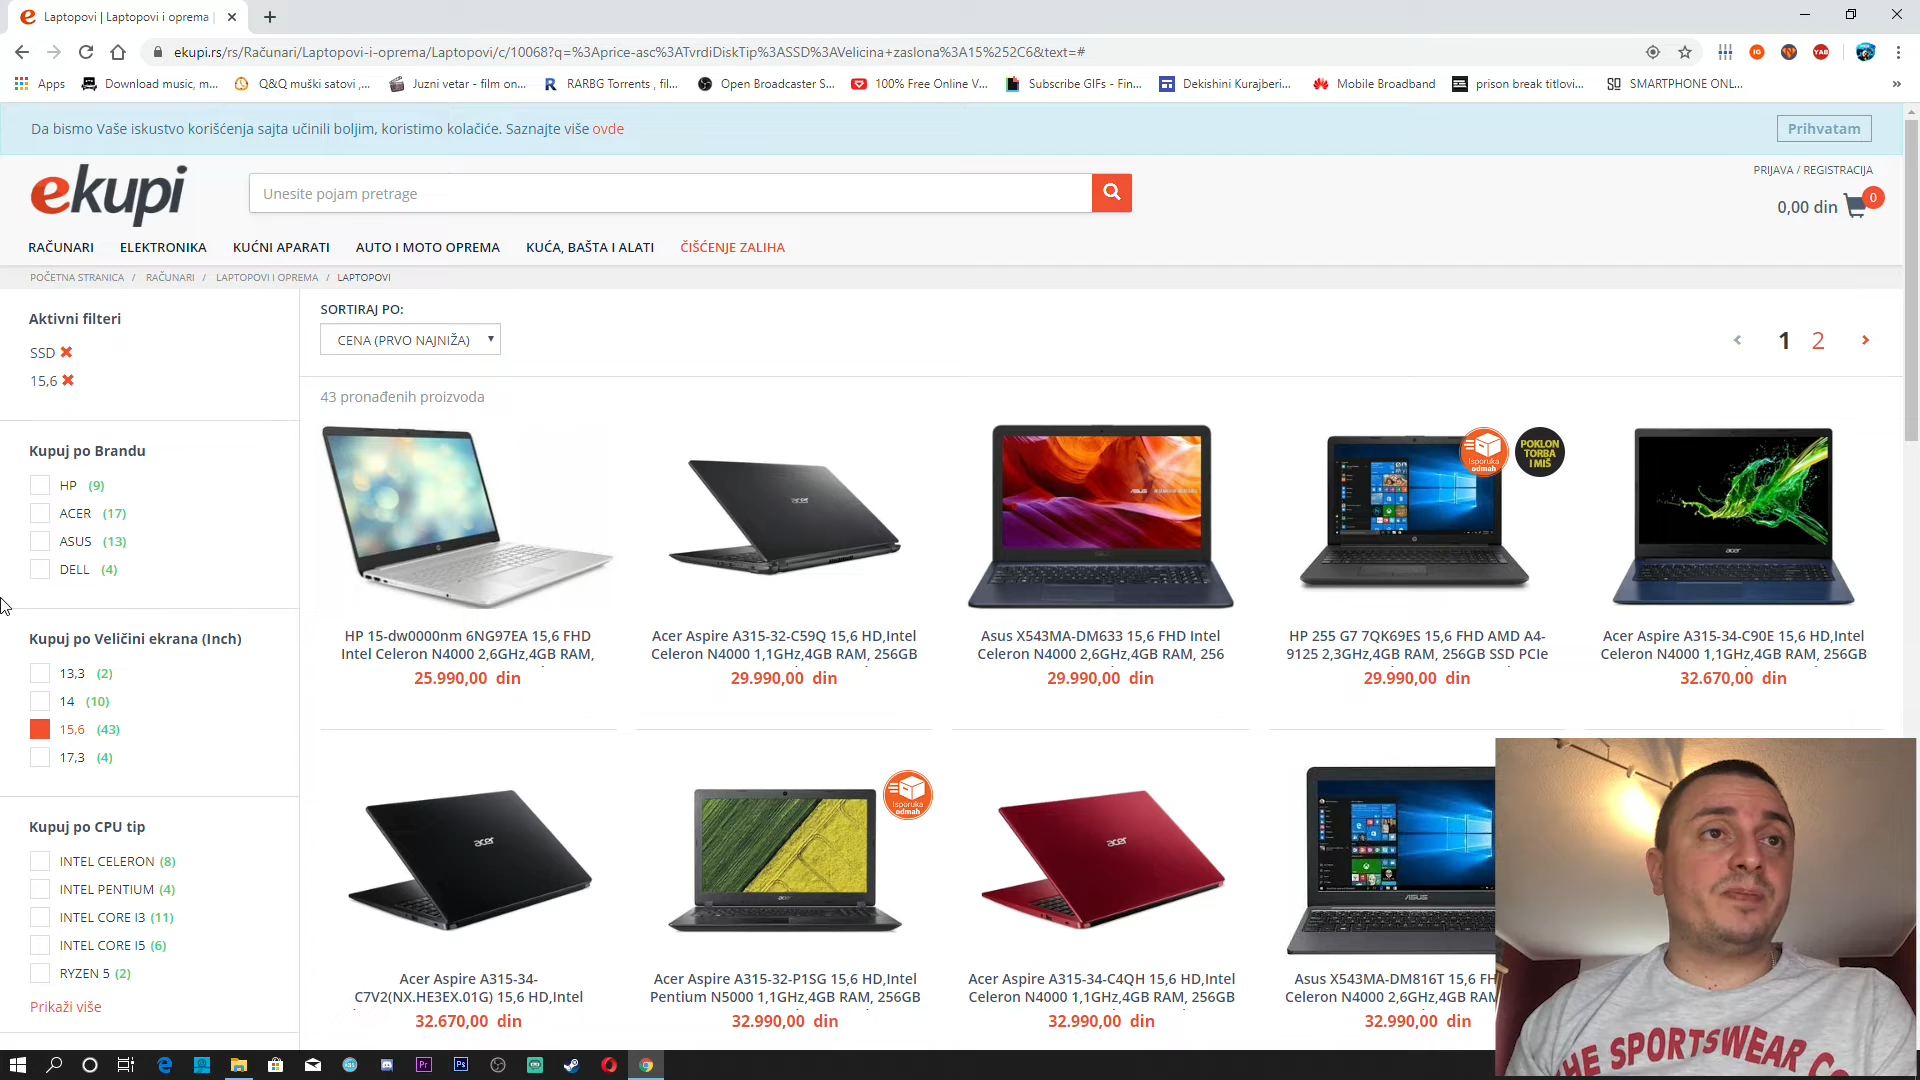 Laptopovi | Laptopovi i oprema |
ekupi.rs/rs/Računari/Laptopovi-i-oprema/Laptopovi/c/10068?q=%3Aprice-asc%3ATvrdiDiskTip%3ASSD%3AVelicina+zaslona%3A15%252C6&text=#
Apps Download music, m... Q&Q muški satovi ,... Juzni vetar - film on... RARBG Torrents , fil... Open Broadcaster S... 100% Free Online V... Subscribe GIFs - Fin... Dekishini Kurajberi... Mobile Broadband prison break titlovi... SMARTPHONE ONL...
Da bismo Vaše iskustvo korišćenja sajta učinili boljim, koristimo kolačiće. Saznajte više ovde
Prihvatam
ekupi
Unesite pojam pretrage
PRIJAVA / REGISTRACIJA
0,00 din 0
RAČUNARI ELEKTRONIKA KUĆNI APARATI AUTO I MOTO OPREMA KUĆA, BAŠTA I ALATI ČIŠĆENJE ZALIHA
POČETNA STRANICA / RAČUNARI / LAPTOPOVI I OPREMA / LAPTOPOVI
Aktivni filteri
SSD
15,6
Kupuj po Brandu
HP (9)
ACER (17)
ASUS (13)
DELL (4)
Kupuj po Veličini ekrana (Inch)
13,3 (2)
14 (10)
15,6 (43)
17,3 (4)
Kupuj po CPU tip
INTEL CELERON (8)
INTEL PENTIUM (4)
INTEL CORE I3 (11)
INTEL CORE I5 (6)
RYZEN 5 (2)
Prikaži više
SORTIRAJ PO:
CENA (PRVO NAJNIŽA)
1 2
43 pronađenih proizvoda
HP 15-dw0000nm 6NG97EA 15,6 FHD
Intel Celeron N4000 2,6GHz,4GB RAM,
25.990,00 din
acer
Acer Aspire A315-32-C59Q 15,6 HD,Intel
Celeron N4000 1,1GHz,4GB RAM, 256GB
29.990,00 din
Asus X543MA-DM633 15,6 FHD Intel
Celeron N4000 2,6GHz,4GB RAM, 256
29.990,00 din
Isporuka
odmah
POKLON
TORBA
I MIŠ
HP 255 G7 7QK69ES 15,6 FHD AMD A4-
9125 2,3GHz,4GB RAM, 256GB SSD PCIe
29.990,00 din
acer
Acer Aspire A315-34-C90E 15,6 HD,Intel
Celeron N4000 1,1GHz,4GB RAM, 256GB
32.670,00 din
acer
Acer Aspire A315-34-
C7V2(NX.HE3EX.01G) 15,6 HD,Intel
32.670,00 din
Isporuka
odmah
acer
Acer Aspire A315-32-P1SG 15,6 HD,Intel
Pentium N5000 1,1GHz,4GB RAM, 256GB
32.990,00 din
acer
Acer Aspire A315-34-C4QH 15,6 HD,Intel
Celeron N4000 1,1GHz,4GB RAM, 256GB
32.990,00 din
ASUS
Asus X543MA-DM816T 15,6 FH
Celeron N4000 2,6GHz,4GB RAM
32.990,00 din
HE SPORTSWEAR CO